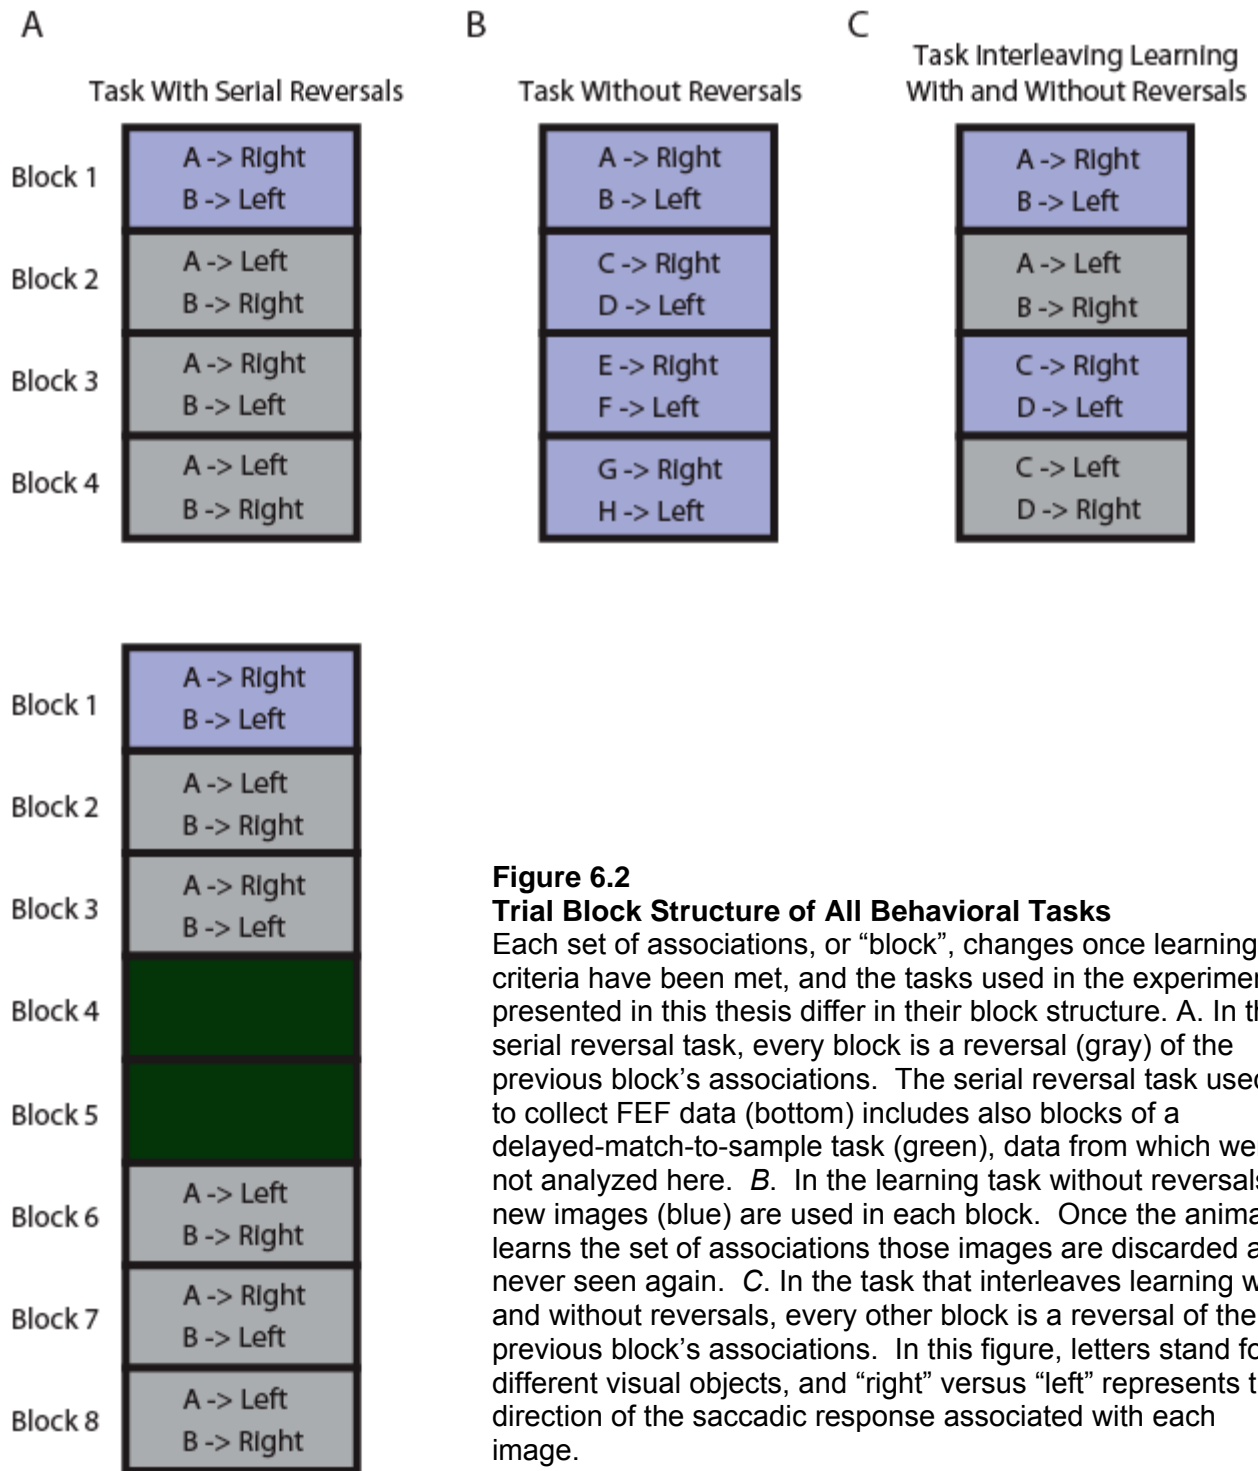 A
Task With Serial Reversals
Block 1
A -> Right
B -> Left
Block 2
A -> Left
B -> Right
Block 3
A -> Right
B -> Left
Block 4
A -> Left
B -> Right
B
Task Without Reversals
A -> Right
B -> Left
C -> Right
D -> Left
E -> Right
F -> Left
G -> Right
H -> Left
C
Task Interleaving Learning
With and Without Reversals
A -> Right
B -> Left
A -> Left
B -> Right
C -> Right
D -> Left
C -> Left
D -> Right
Block 1
A -> Right
B -> Left
Block 2
A -> Left
B -> Right
Block 3
A -> Right
B -> Left
Block 4
Block 5
Block 6
A -> Left
B -> Right
Block 7
A -> Right
B -> Left
Block 8
A -> Left
B -> Right
Figure 6.2
Trial Block Structure of All Behavioral Tasks
Each set of associations, or “block”, changes once learning
criteria have been met, and the tasks used in the
presented in this thesis differ in their block structure. A. In
serial reversal task, every block is a reversal (gray) of the
previous block’s associations. The serial reversal task
to collect FEF data (bottom) includes also blocks of a
delayed-match-to-sample task (green), data from which
not analyzed here. B. In the learning task without
new images (blue) are used in each block. Once the
learns the set of associations those images are discarded
never seen again. C. In the task that interleaves learning
and without reversals, every other block is a reversal of the
previous block’s associations. In this figure, letters stand
different visual objects, and “right” versus “left” represents
direction of the saccadic response associated with each
image.